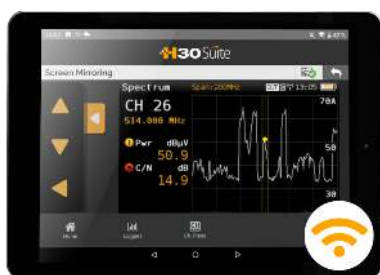 H30Suite
Screen Mirroring
Spectrum Span:200MHz 13:05
CH 26 70A
514.000 MHz
Pwr dBµV
50.9 50
C/N dB
14.9
30
Home Logger